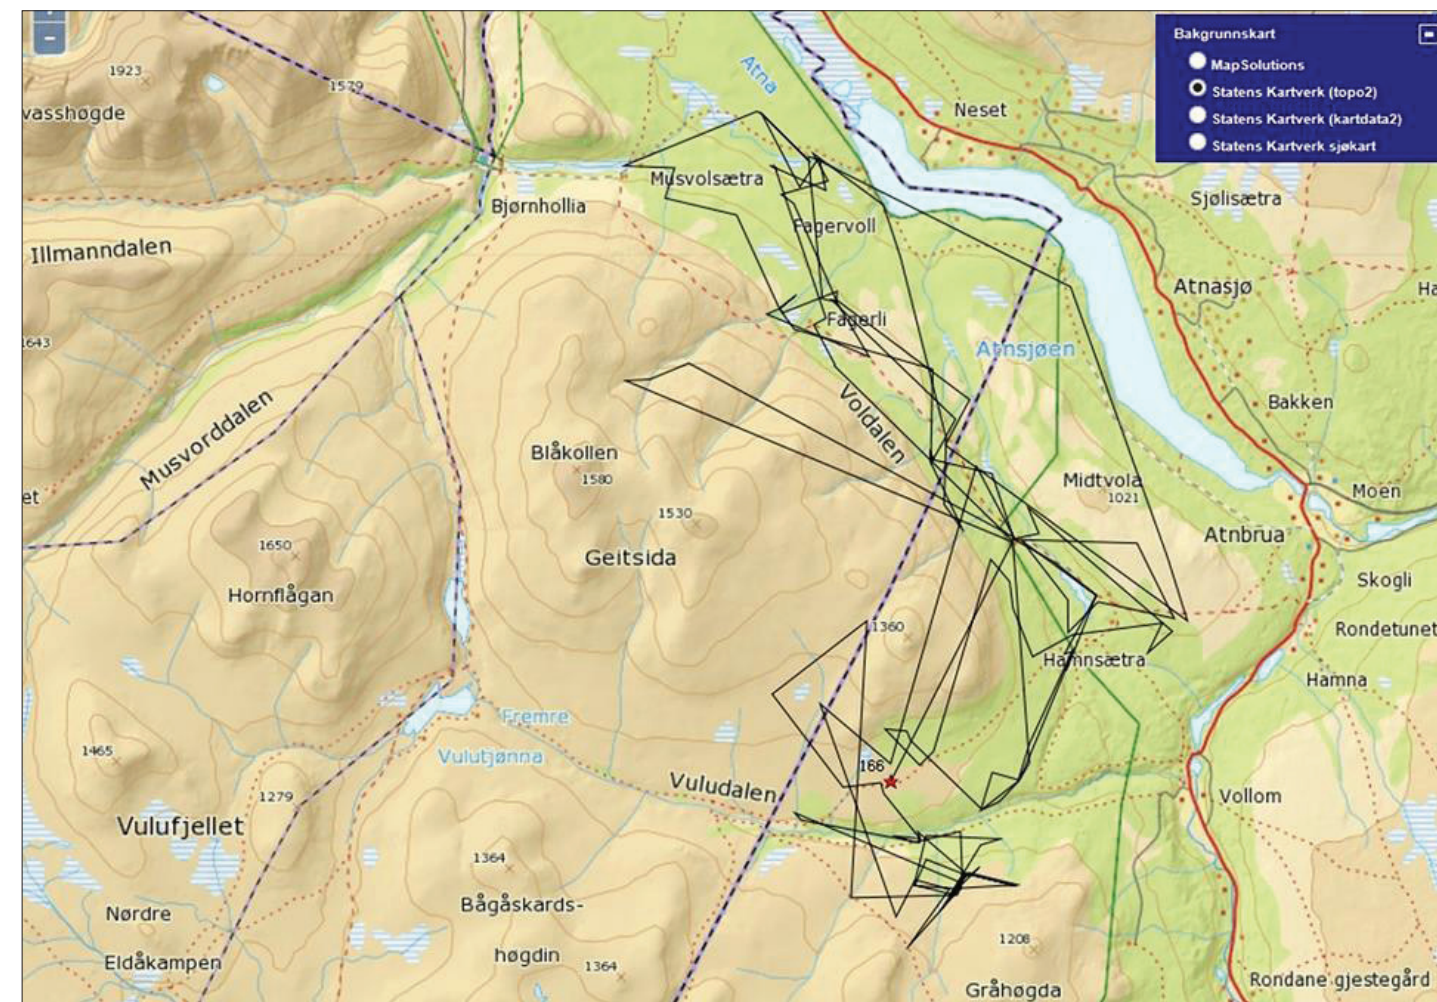 Bakgrunnskart
MapSolutions
Statens Kartverk (topo2)
Statens Kartverk (kartdata2)
Statens Kartverk sjøkart
1923
1579
vasshøgde
Atna
Neset
Musvolsætra
Bjørnhollia
Sjølisætra
Fagervoll
Illmanndalen
Atnasjø
Ha
1643
Fagerli
Atnsjøen
Musvorddalen
Voldalen
Bakken
Blåkollen
1580
et
Midtvola
1021
Moen
1530
Atnbrua
1650
Geitsida
Skogli
Hornflågan
1360
Rondetunet
Hamnsætra
Hamna
Fremre
Vulutjønna
1465
166
Vuludalen
1279
Vollom
Vulufjellet
1364
Bågåskards-
høgdin
Nørdre
Eldåkampen
1364
1208
Gråhøgda
Rondane gjestegård